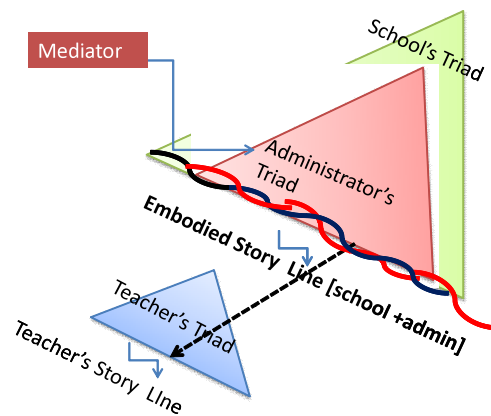 School's Triad
Mediator
Administrator's
Triad
Embodied Story Line [school +admin]
Teacher's Triad
Teacher's Story LIne